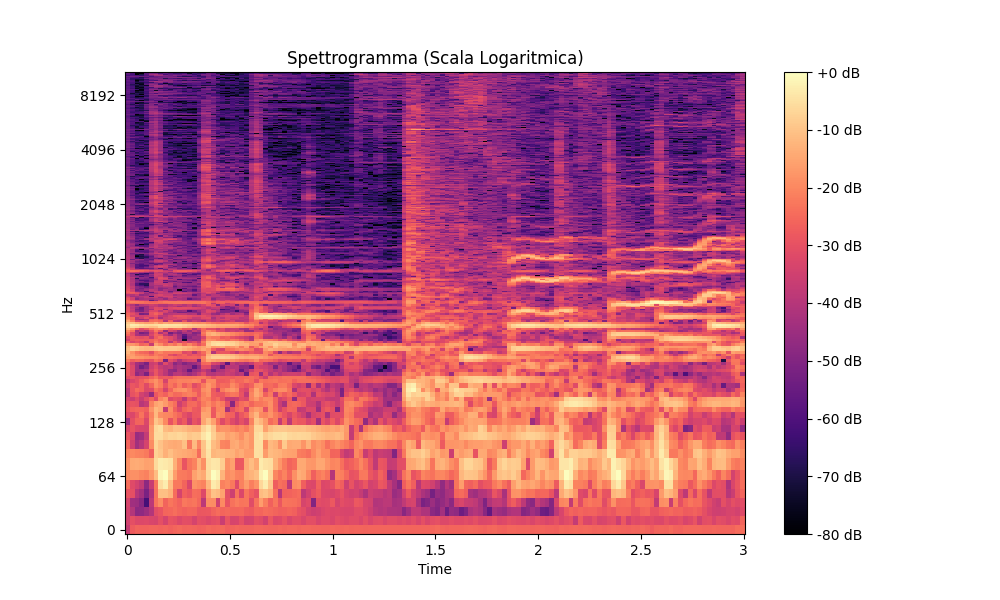 Spettrogramma (Scala Logaritmica)
Hz
8192
4096
2048
1024
512
256
128
64
0
0
0.5
1
1.5
2
2.5
3
Time
+0 dB
-10 dB
-20 dB
-30 dB
-40 dB
-50 dB
-60 dB
-70 dB
-80 dB